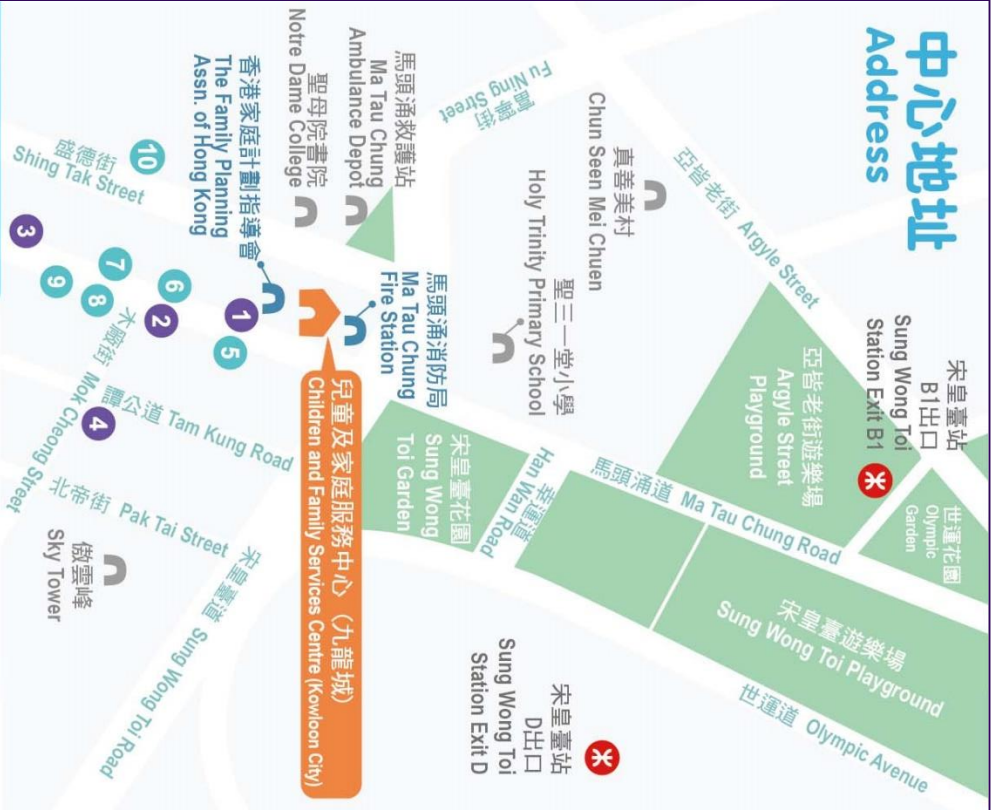 中心地址
Address
宋皇臺站
B1出口
Sung Wong Toi
Station Exit B1
世運花園
Olympic
Garden
亞皆老街 Argyle Street
亞皆老街遊樂場
Argyle Street
Playground
宋皇臺遊樂場
Sung Wong Toi Playground
真善美村
Chun Seen Mei Chuen
富寧街
Fu Ning Street
聖三一堂小學
Holy Trinity Primary School
馬頭涌道 Ma Tau Chung Road
世運道 Olympic Avenue
幸運道
Han Wan Road
宋皇臺站
D出口
Sung Wong Toi
Station Exit D
馬頭涌救護站
Ma Tau Chung
Ambulance Depot
聖母院書院
Notre Dame College
馬頭涌消防局
Ma Tau Chung
Fire Station
宋皇臺花園
Sung Wong
Toi Garden
香港家庭計劃指導會
The Family Planning
Assn. of Hong Kong
兒童及家庭服務中心（九龍城）
Children and Family Services Centre (Kowloon City)
盛德街
Shing Tak Street
10
1
5
6
2
7
8
9
3
4
木廠街 Mok Cheong Street
譚公道 Tam Kung Road
北帝街 Pak Tai Street
宋皇臺道 Sung Wong Toi Road
傲雲峰
Sky Tower